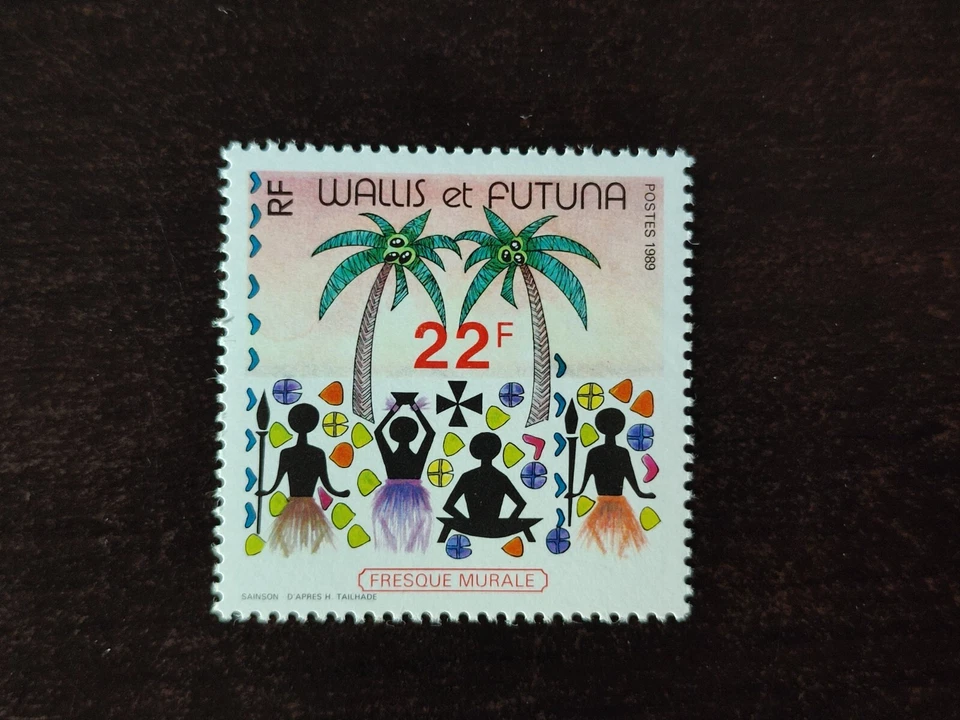 RF
WALLIS et FUTUNA
POSTES 1989
22F
FRESQUE MURALE
SAINSON D'APRES H. TAILHADE